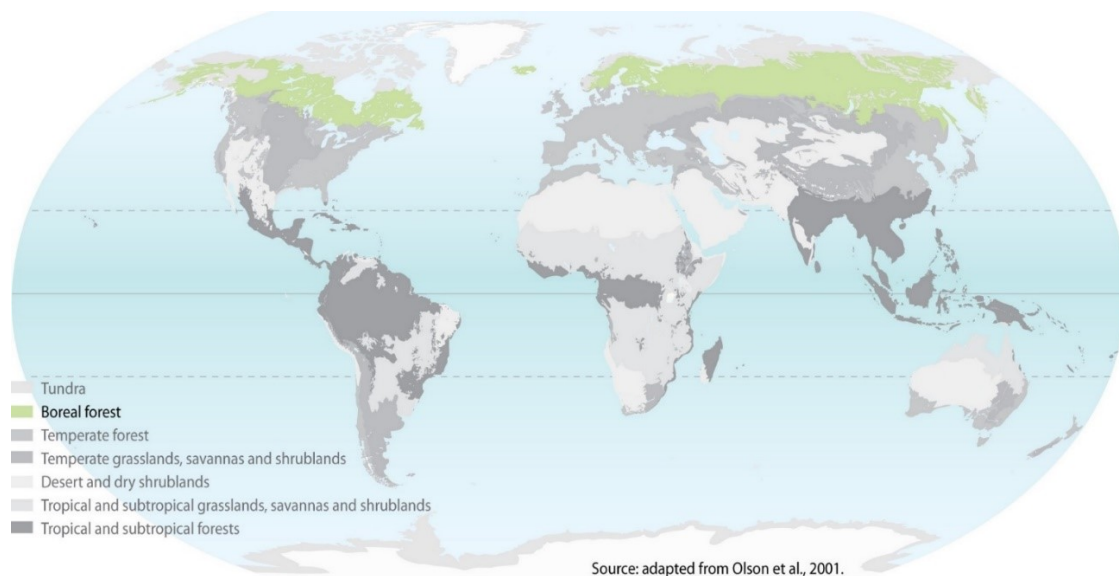 Tundra
Boreal forest
Temperate forest
Temperate grasslands, savannas and shrublands
Desert and dry shrublands
Tropical and subtropical grasslands, savannas and shrublands
Tropical and subtropical forests
Source: adapted from Olson et al., 2001.